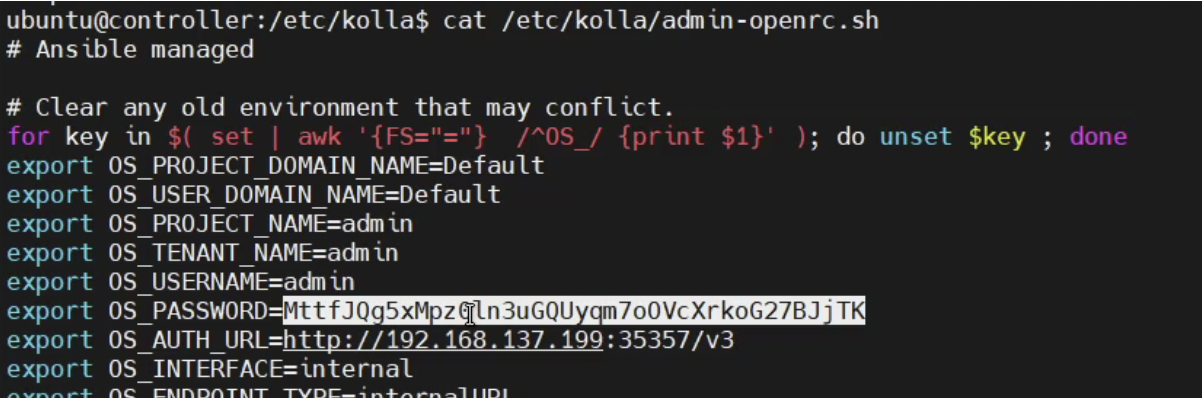 ubuntu@controller:/etc/kolla$ cat /etc/kolla/admin-openrc.sh
# Ansible managed
# Clear any old environment that may conflict.
for key in $( set | awk '{FS="="}  /^OS_/ {print $1}' ); do unset $key ; done
export OS_PROJECT_DOMAIN_NAME=Default
export OS_USER_DOMAIN_NAME=Default
export OS_PROJECT_NAME=admin
export OS_TENANT_NAME=admin
export OS_USERNAME=admin
export OS_PASSWORD=
export OS_AUTH_URL=http://192.168.137.199:35357/v3
export OS_INTERFACE=internal
export OS_ENDPOINT_TYPE=internalURL